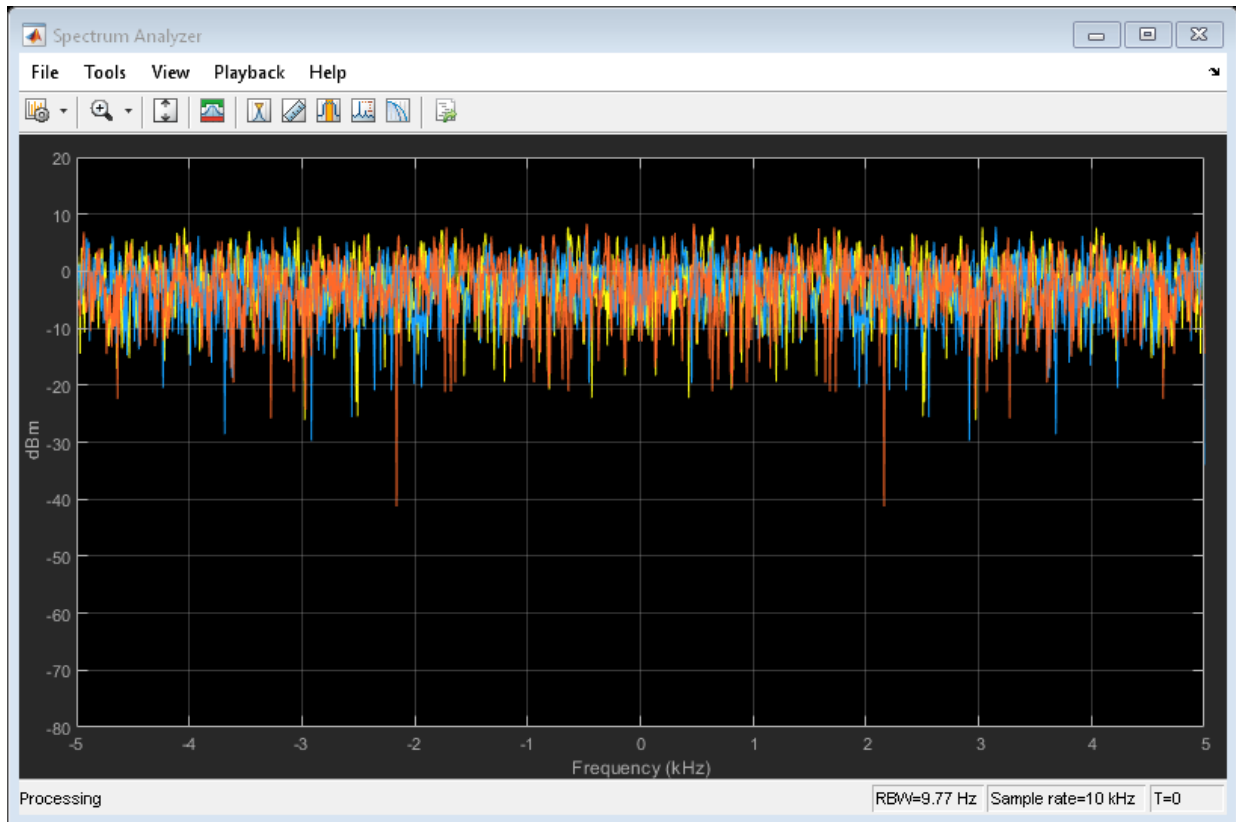 Spectrum Analyzer
File Tools View Playback Help
20
10
0
-10
-20
-30
-40
-50
-60
-70
-80
dBm
-5 -4 -3 -2 -1 0 1 2 3 4 5
Frequency (kHz)
Processing RBW=9.77 Hz Sample rate=10 kHz T=0